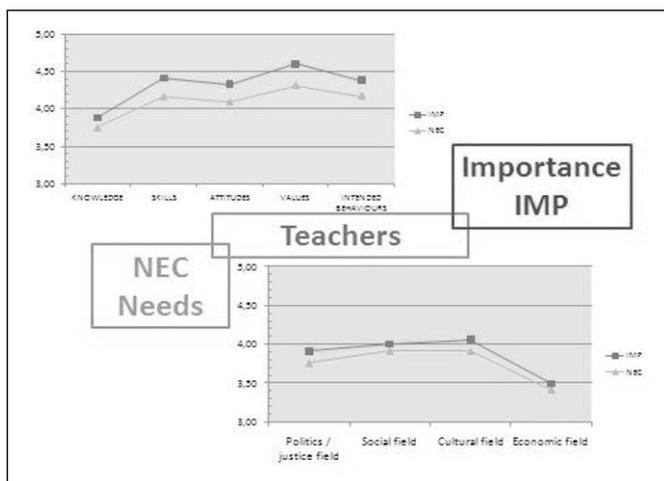 5,00
4,50
4,00
3,50
3,00
KNOWLEDGE SKILLS ATTITUDES VALUES INTENDED
BEHAVIOURS
IMP
NEC
Importance
IMP
Teachers
NEC
Needs
5,00
4,50
4,00
3,50
3,00
Politics / Social field Cultural field Economic field
justice field
IMP
NEC